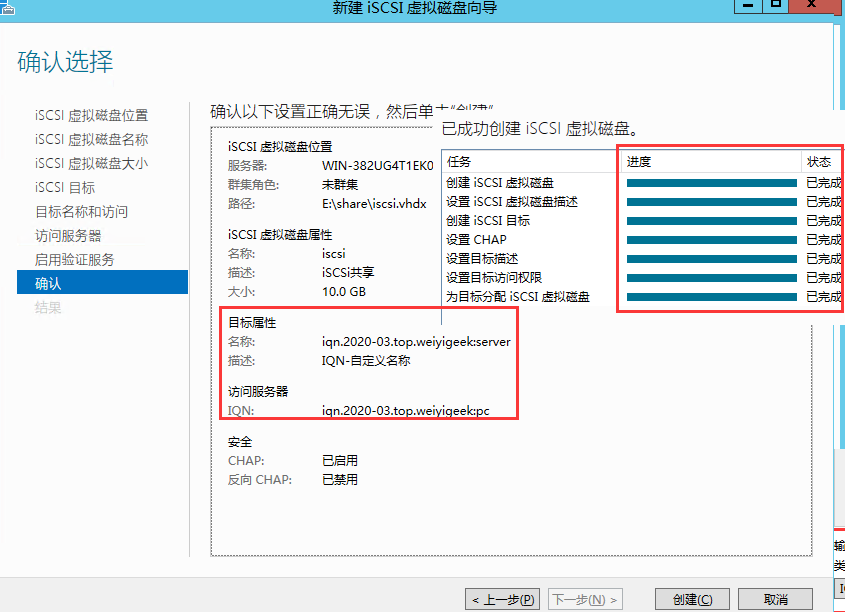 新建 iSCSI 虚拟磁盘向导
确认选择
iSCSI 虚拟磁盘位置
iSCSI 虚拟磁盘名称
iSCSI 虚拟磁盘大小
iSCSI 目标
目标名称和访问
访问服务器
启用验证服务
确认
结果
确认以下设置正确无误，然后单击"创建"
iSCSI 虚拟磁盘位置
服务器: WIN-382UG4T1EK0
群集角色: 未群集
路径: E:\share\iscsi.vhdx
iSCSI 虚拟磁盘属性
名称: iscsi
描述: iSCSi共享
大小: 10.0 GB
目标属性
名称: iqn.2020-03.top.weiyigeek:server
描述: IQN-自定义名称
访问服务器
IQN: iqn.2020-03.top.weiyigeek:pc
安全
CHAP: 已启用
反向 CHAP: 已禁用
已成功创建 iSCSI 虚拟磁盘。
任务 进度 状态
创建 iSCSI 虚拟磁盘 已完成
设置 iSCSI 虚拟磁盘描述 已完成
创建 iSCSI 目标 已完成
设置 CHAP 已完成
设置目标描述 已完成
设置目标访问权限 已完成
为目标分配 iSCSI 虚拟磁盘 已完成
< 上一步(P) 下一步(N) > 创建(C) 取消